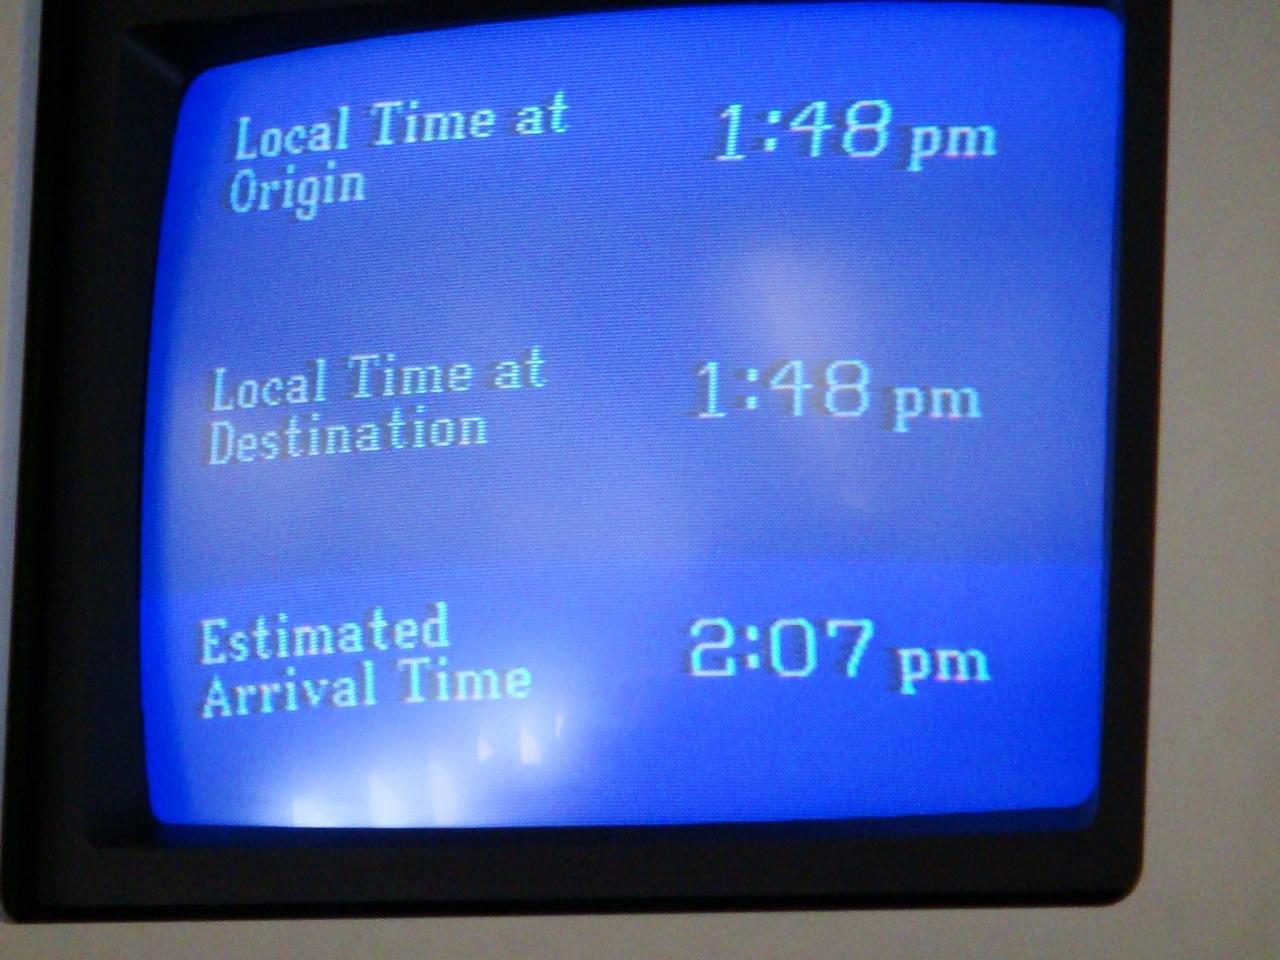 Local Time at
Origin
1:48 pm
Local Time at
Destination
1:48 pm
Estimated
Arrival Time
2:07 pm